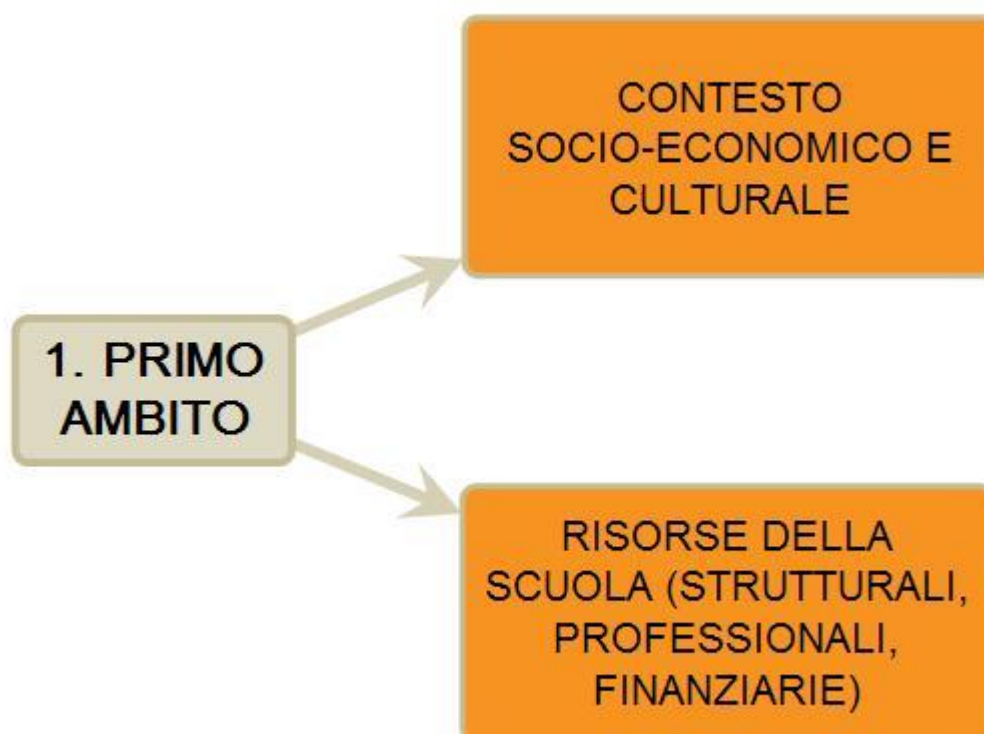 CONTESTO
SOCIO-ECONOMICO E
CULTURALE
1. PRIMO
AMBITO
RISORSE DELLA
SCUOLA (STRUTTURALI,
PROFESSIONALI,
FINANZIARIE)